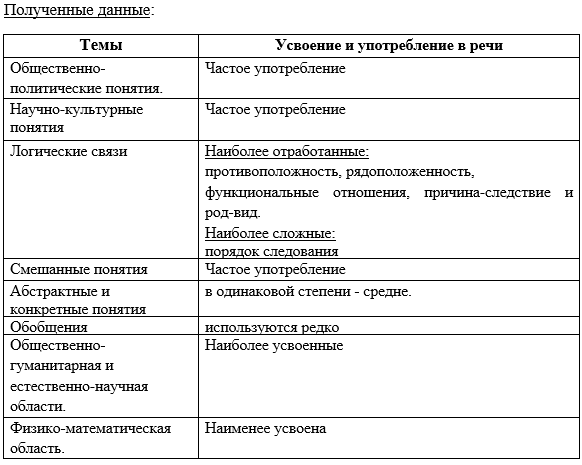 Полученные данные:
Темы Усвоение и употребление в речи
Общественно- Частое употребление
политические понятия.
Научно-культурные Частое употребление
понятия
Логические связи Наиболее отработанные:
противоположность, рядоположенность,
функциональные отношения, причина-следствие и
род-вид.
Наиболее сложные:
порядок следования
Смешанные понятия Частое употребление
Абстрактные и в одинаковой степени - средне.
конкретные понятия
Обобщения используются редко
Общественно- Наиболее усвоенные
гуманитарная и
естественно-научная
области.
Физико-математическая Наименее усвоена
область.